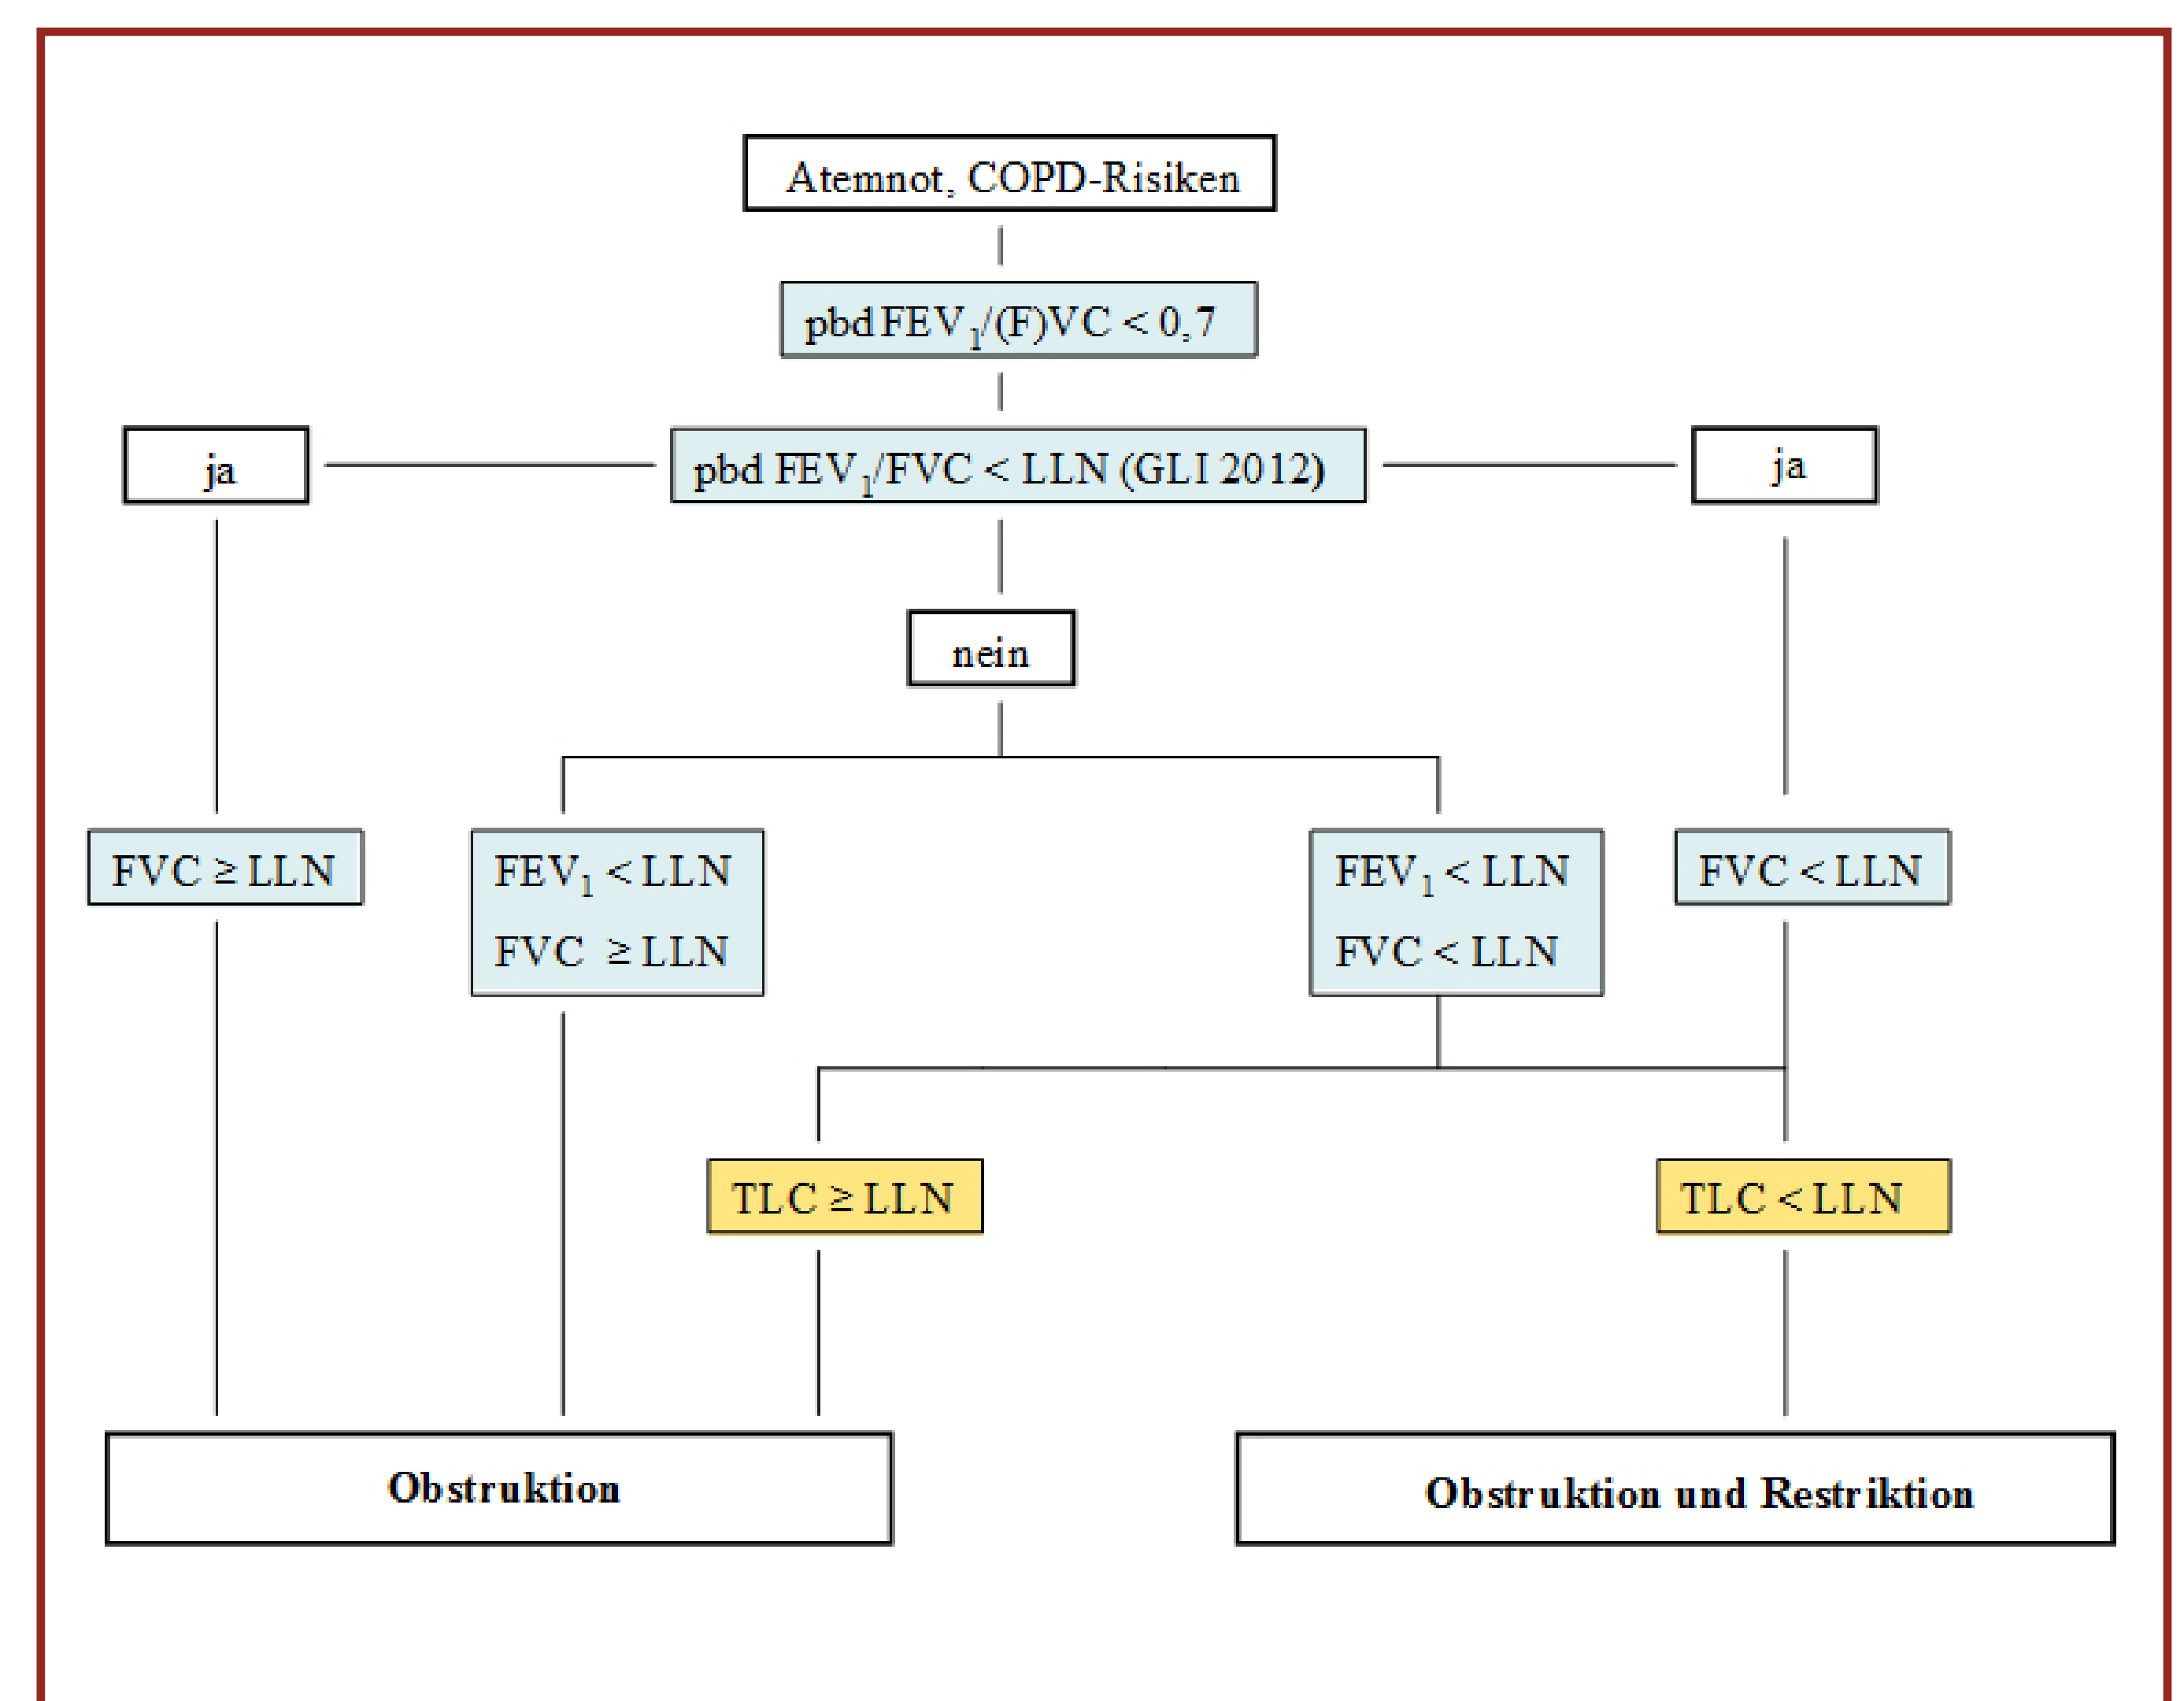 Atemnot, COPD-Risiken
pbd FEV1/(F)VC < 0,7
ja
pbd FEV1/FVC < LLN (GLI 2012)
ja
nein
FVC ≥ LLN
FEV1 < LLN
FVC ≥ LLN
FEV1 < LLN
FVC < LLN
FVC < LLN
TLC ≥ LLN
TLC < LLN
Obstruktion
Obstruktion und Restriktion